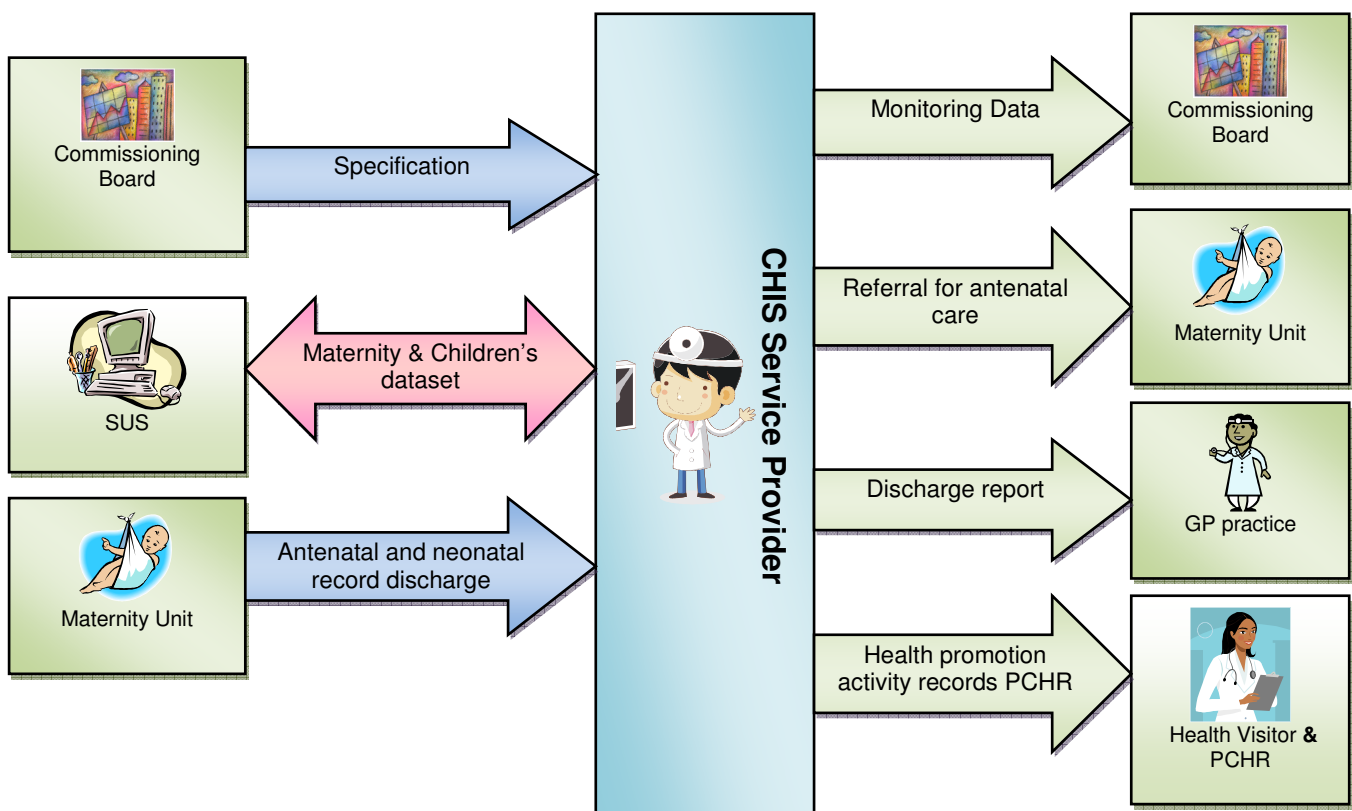 Commissioning
Board
Specification
SUS
Maternity & Children's
dataset
Maternity Unit
Antenatal and neonatal
record discharge
CHIS Service Provider
Monitoring Data
Commissioning
Board
Referral for antenatal
care
Maternity Unit
Discharge report
GP practice
Health promotion
activity records PCHR
Health Visitor &
PCHR